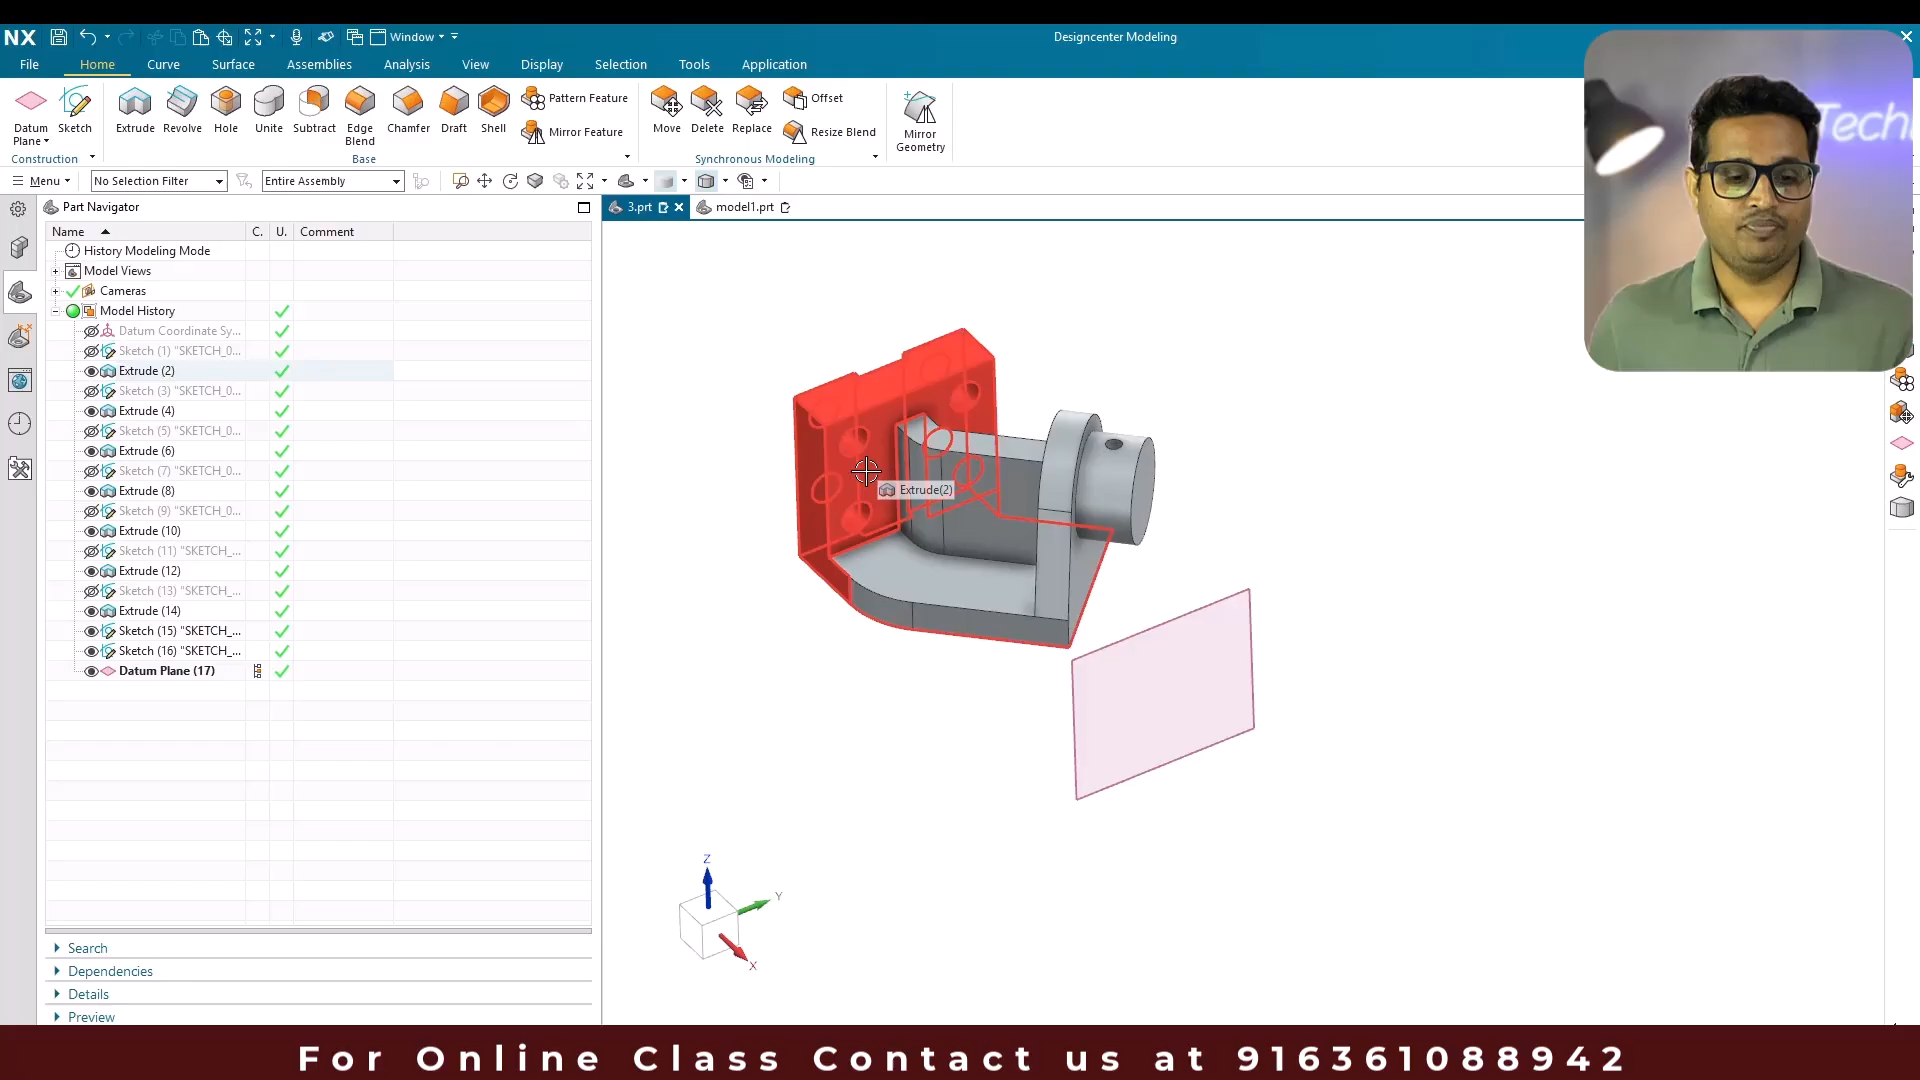 NX
Window
Designcenter Modeling
File Home Curve Surface Assemblies Analysis View Display Selection Tools Application
Datum Plane
Sketch
Extrude
Revolve
Hole
Unite
Subtract
Edge Blend
Chamfer
Draft
Shell
Pattern Feature
Mirror Feature
Move
Delete
Replace
Offset
Resize Blend
Mirror Geometry
Construction
Base
Synchronous Modeling
Menu
No Selection Filter
Entire Assembly
Part Navigator
3.prt
model1.prt
Name C. U. Comment
History Modeling Mode
Model Views
Cameras
Model History
Datum Coordinate Sy...
Sketch (1) "SKETCH_0...
Extrude (2)
Sketch (3) "SKETCH_0...
Extrude (4)
Sketch (5) "SKETCH_0...
Extrude (6)
Sketch (7) "SKETCH_0...
Extrude (8)
Sketch (9) "SKETCH_0...
Extrude (10)
Sketch (11) "SKETCH_...
Extrude (12)
Sketch (13) "SKETCH_...
Extrude (14)
Sketch (15) "SKETCH_...
Sketch (16) "SKETCH_...
Datum Plane (17)
Extrude(2)
Z
Y
X
Search
Dependencies
Details
Preview
For Online Class Contact us at 916361088942